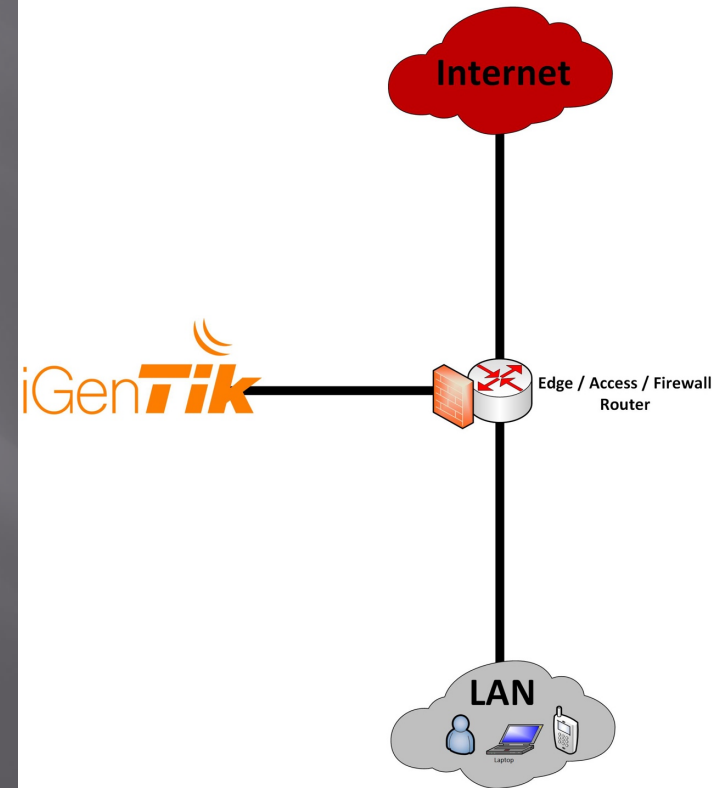 Internet
iGenTik
Edge / Access / Firewall
Router
LAN
Laptop